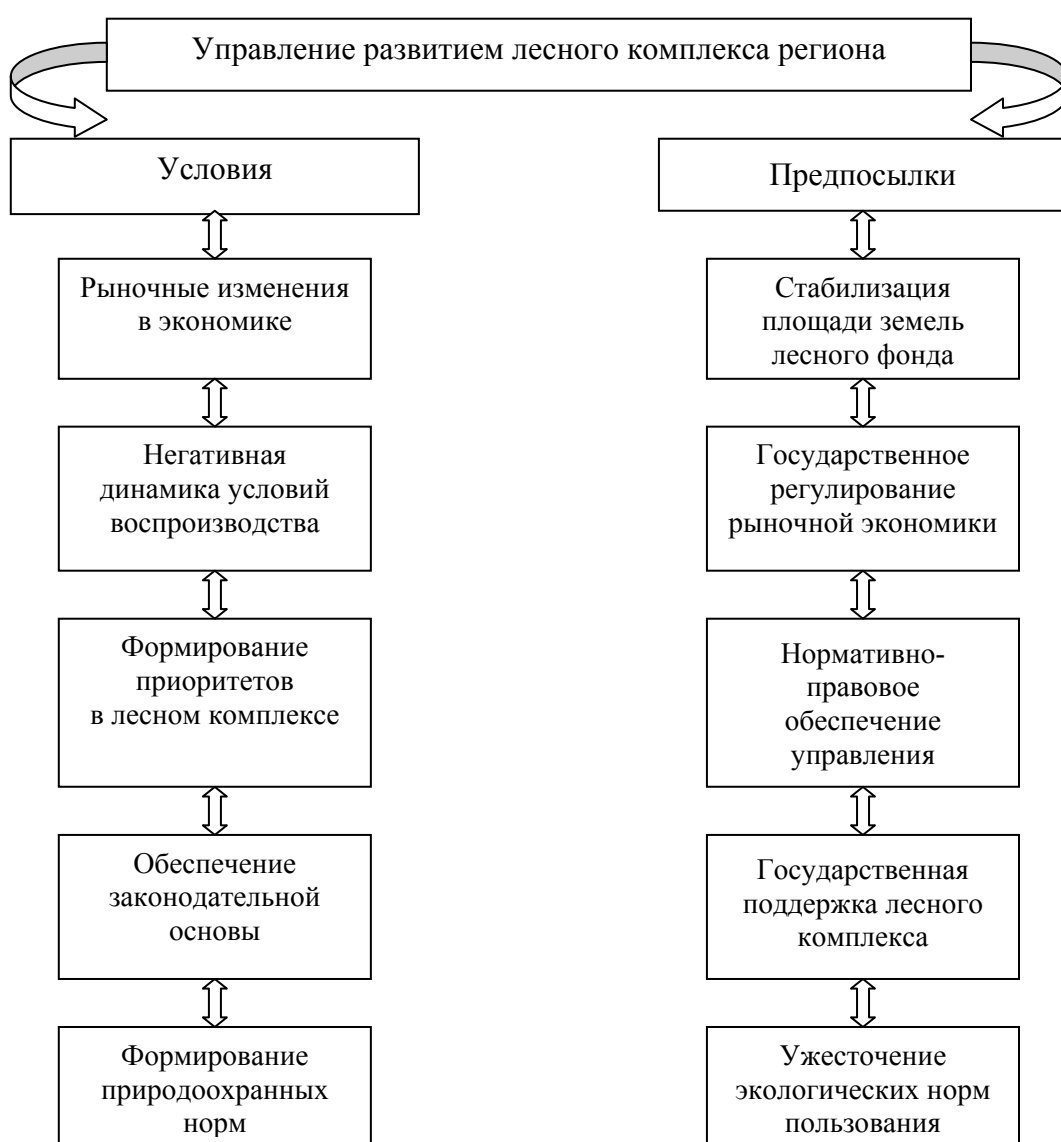 Управление развитием лесного комплекса региона
Условия
Рыночные изменения
в экономике
Негативная
динамика условий
воспроизводства
Формирование
приоритетов
в лесном комплексе
Обеспечение
законодательной
основы
Формирование
природоохранных
норм
Предпосылки
Стабилизация
площади земель
лесного фонда
Государственное
регулирование
рыночной экономики
Нормативно-
правовое
обеспечение
управления
Государственная
поддержка лесного
комплекса
Ужесточение
экологических норм
пользования